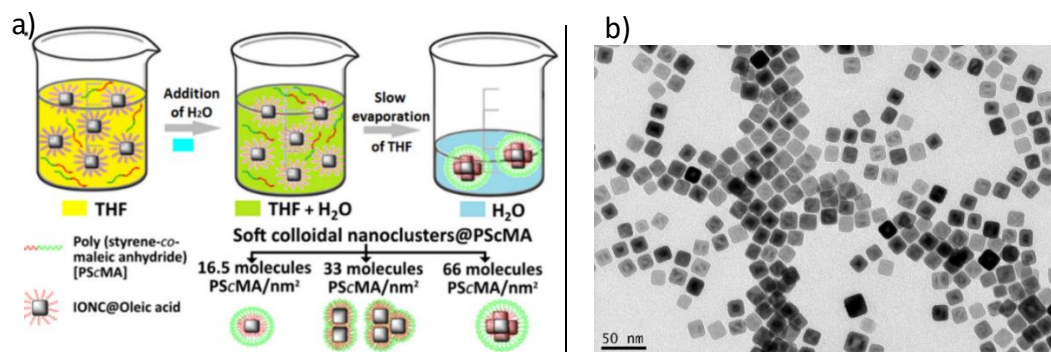 a)
Addition
of H₂O
Slow
evaporation
of THF
THF
THF + H₂O
H₂O
Poly (styrene-co-
maleic anhydride)
[PScMA]
IONC@Oleic acid
Soft colloidal nanoclusters@PScMA
16.5 molecules
PScMA/nm²
33 molecules
PScMA/nm²
66 molecules
PScMA/nm²
b)
50 nm